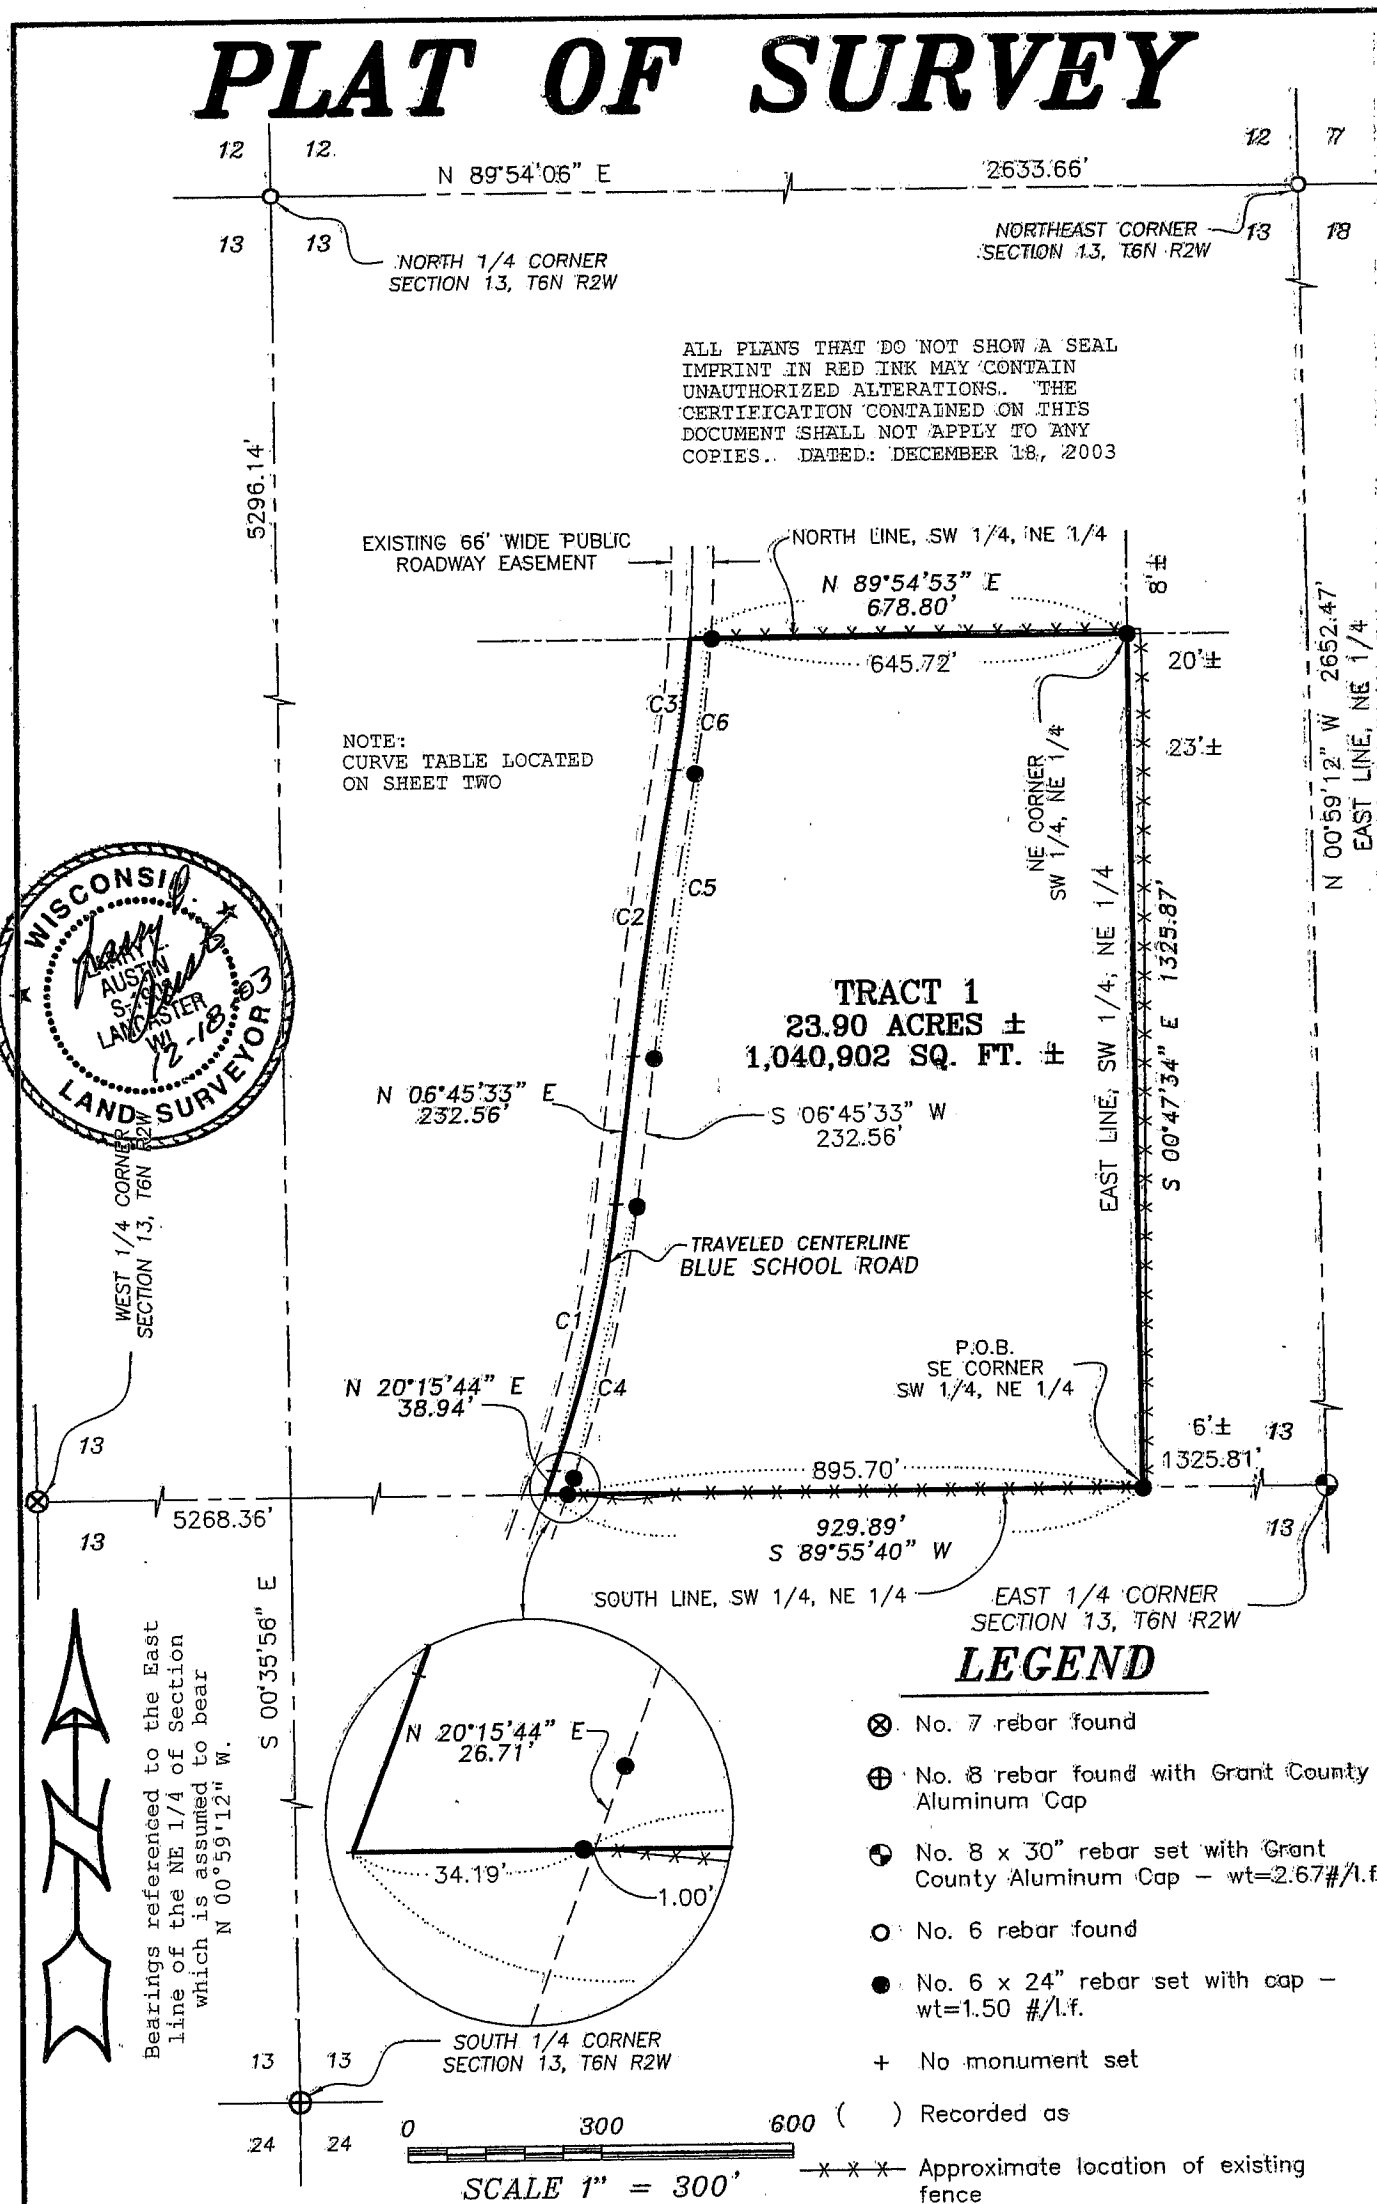 PLAT OF SURVEY
12 12
N 89°54'06" E
2633.66'
12 7
13 13
NORTH 1/4 CORNER
SECTION 13, T6N R2W
NORTHEAST CORNER
SECTION 13, T6N R2W
13 18
ALL PLANS THAT DO NOT SHOW A SEAL
IMPRINT IN RED INK MAY CONTAIN
UNAUTHORIZED ALTERATIONS. THE
CERTIFICATION CONTAINED ON THIS
DOCUMENT SHALL NOT APPLY TO ANY
COPIES. DATED: DECEMBER 18, 2003
5296.14'
EXISTING 66' WIDE PUBLIC
ROADWAY EASEMENT
NORTH LINE, SW 1/4, NE 1/4
N 89°54'53" E
678.80'
645.72'
8'±
20'±
23'±
N 00°59'12" W 2652.47'
EAST LINE, NE 1/4
C3
C6
NOTE:
CURVE TABLE LOCATED
ON SHEET TWO
NE CORNER
SW 1/4, NE 1/4
C5
C2
WISCONSIN
LARRY L.
AUSTIN
LANCASTER
WI
12-18-03
LAND SURVEYOR
TRACT 1
23.90 ACRES ±
1,040,902 SQ. FT. ±
EAST LINE, SW 1/4, NE 1/4
S 00°47'34" E 1325.87'
N 06°45'33" E
232.56'
S 06°45'33" W
232.56'
WEST 1/4 CORNER
SECTION 13, T6N R2W
TRAVELED CENTERLINE
BLUE SCHOOL ROAD
C1
C4
N 20°15'44" E
38.94'
P.O.B.
SE CORNER
SW 1/4, NE 1/4
6'±
1325.81'
13
13
895.70'
5268.36'
929.89'
S 89°55'40" W
13
13
SOUTH LINE, SW 1/4, NE 1/4
EAST 1/4 CORNER
SECTION 13, T6N R2W
S 00°35'56" E
Bearings referenced to the East
line of the NE 1/4 of Section
which is assumed to bear
N 00°59'12" W.
N 20°15'44" E
26.71'
34.19'
1.00'
LEGEND
No. 7 rebar found
No. 8 rebar found with Grant County
Aluminum Cap
No. 8 x 30" rebar set with Grant
County Aluminum Cap - wt=2.67#/l.f.
No. 6 rebar found
No. 6 x 24" rebar set with cap -
wt=1.50 #/l.f.
+ No monument set
( ) Recorded as
x x x Approximate location of existing
fence
SOUTH 1/4 CORNER
SECTION 13, T6N R2W
13 13
24 24
0 300 600
SCALE 1" = 300'